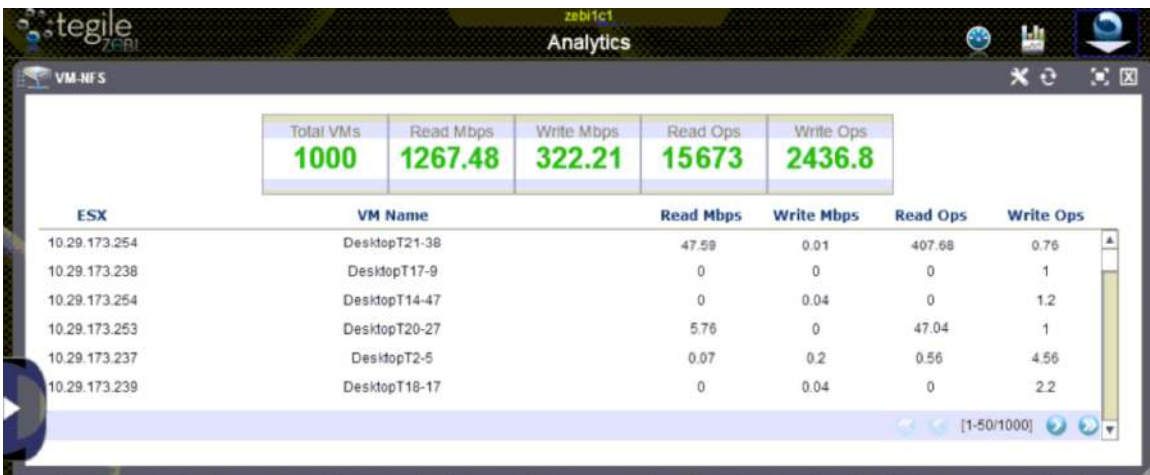 zebi1c1
tegile
ZEBI
Analytics
VM-NFS
Total VMs Read Mbps Write Mbps Read Ops Write Ops
1000 1267.48 322.21 15673 2436.8
ESX VM Name Read Mbps Write Mbps Read Ops Write Ops
10.29.173.254 DesktopT21-38 47.59 0.01 407.68 0.76
10.29.173.238 DesktopT17-9 0 0 0 1
10.29.173.254 DesktopT14-47 0 0.04 0 1.2
10.29.173.253 DesktopT20-27 5.76 0 47.04 1
10.29.173.237 DesktopT2-5 0.07 0.2 0.56 4.56
10.29.173.239 DesktopT18-17 0 0.04 0 2.2
[1-50/1000]